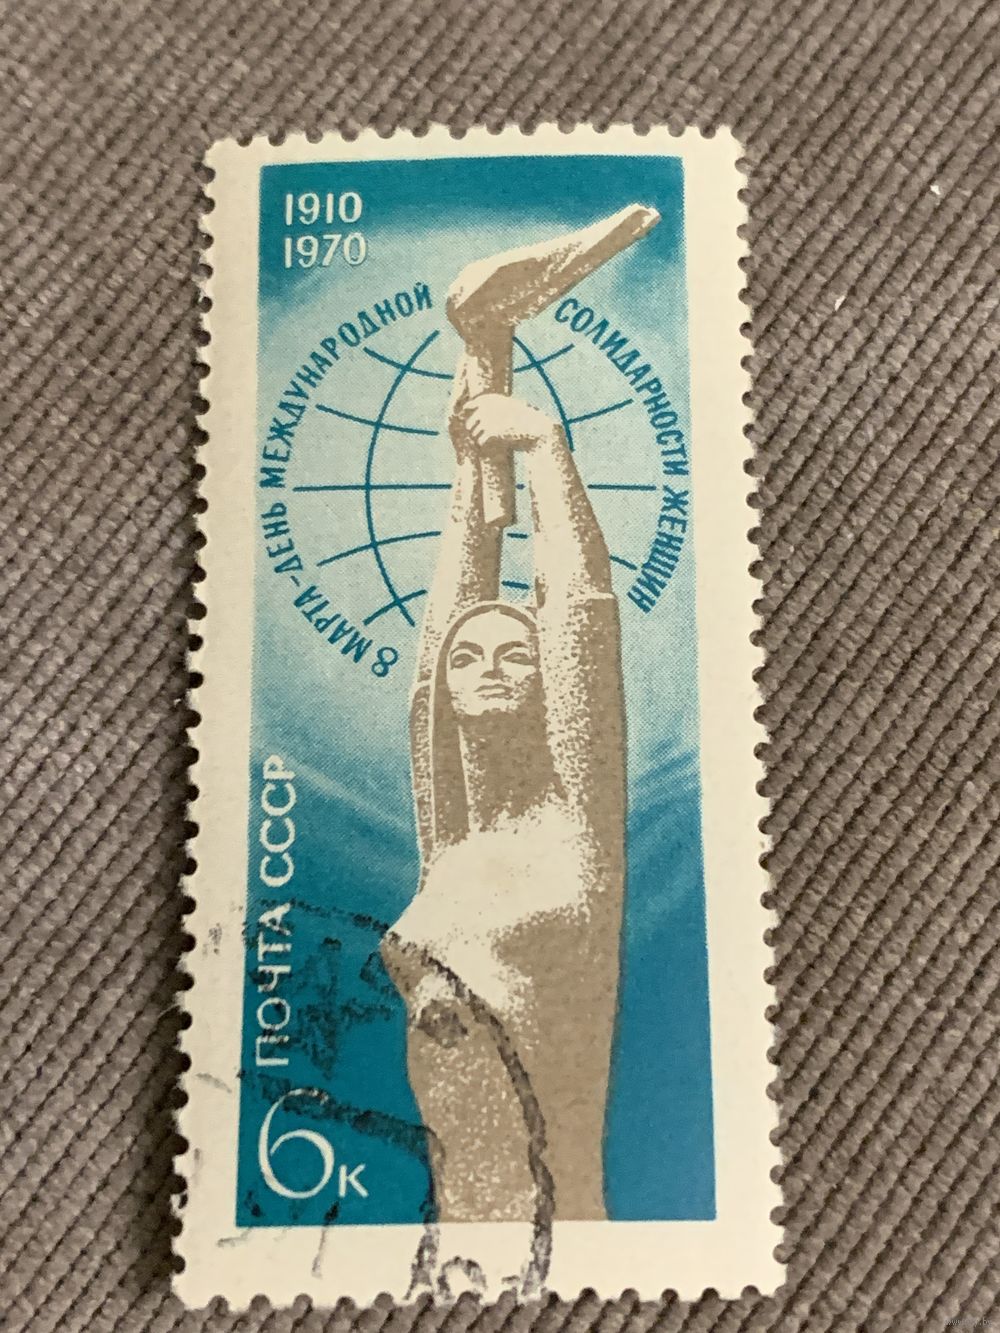 1910
1970
8 МАРТА-ДЕНЬ МЕЖДУНАРОДНОЙ СОЛИДАРНОСТИ ЖЕНЩИН
ПОЧТА СССР
6К